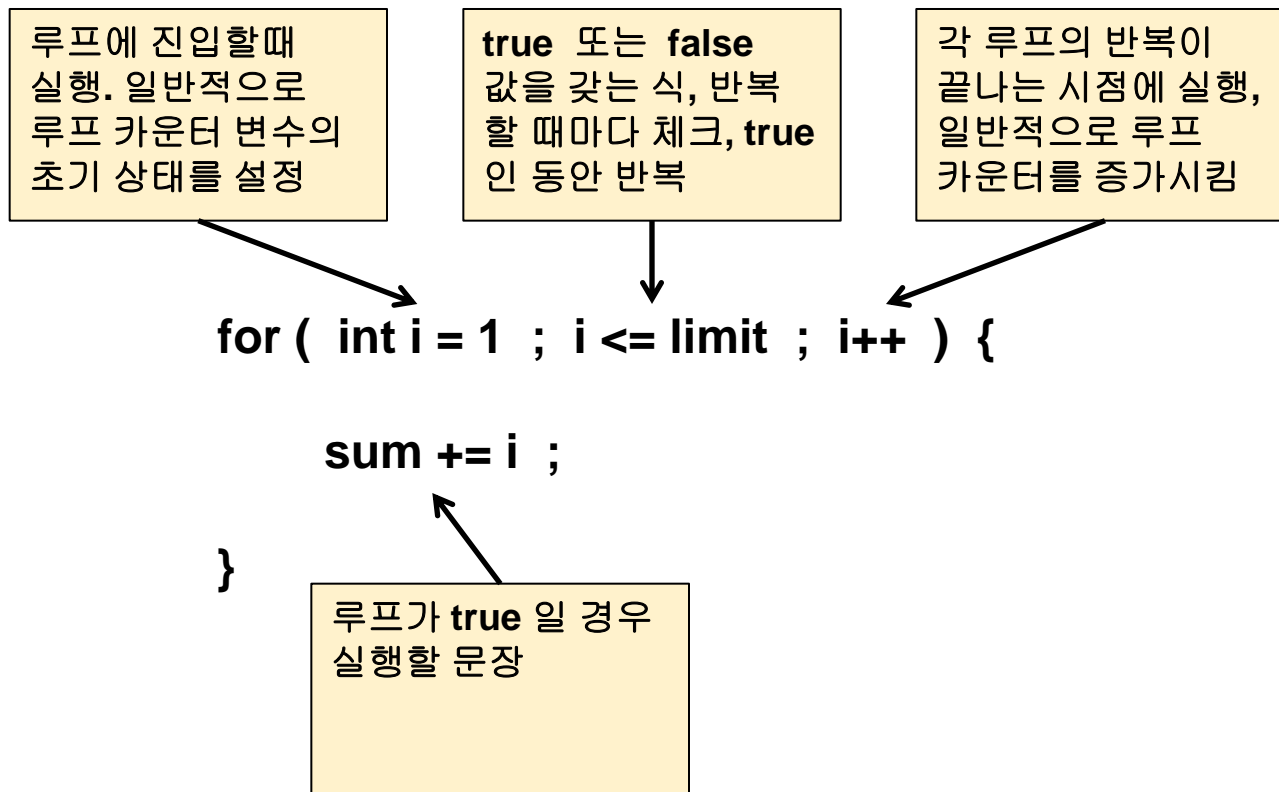 루프에 진입할때
실행. 일반적으로
루프 카운터 변수의
초기 상태를 설정
true 또는 false
값을 갖는 식, 반복
할 때마다 체크, true
인 동안 반복
각 루프의 반복이
끝나는 시점에 실행,
일반적으로 루프
카운터를 증가시킴
for ( int i = 1 ; i <= limit ; i++ ) {
sum += i ;
}
루프가 true 일 경우
실행할 문장